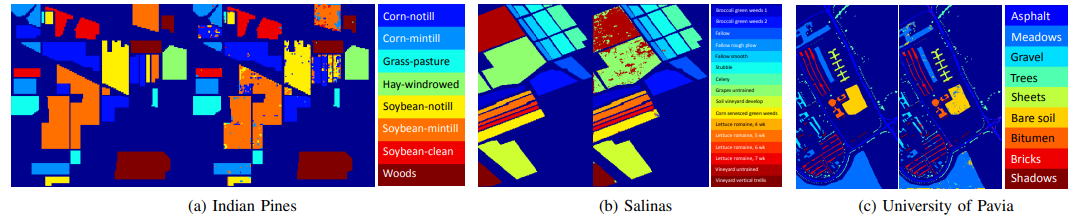 Corn-notill
Corn-mintill
Grass-pasture
Hay-windrowed
Soybean-notill
Soybean-mintill
Soybean-clean
Woods
(a) Indian Pines
Broccoli green weeds 1
Broccoli green weeds 2
Fallow
Fallow rough plow
Fallow smooth
Stubble
Celery
Grapes untrained
Soil vineyard develop
Corn senesced green weeds
Lettuce romaine, 4 wk
Lettuce romaine, 5 wk
Lettuce romaine, 6 wk
Lettuce romaine, 7 wk
Vineyard untrained
Vineyard vertical trellis
(b) Salinas
Asphalt
Meadows
Gravel
Trees
Sheets
Bare soil
Bitumen
Bricks
Shadows
(c) University of Pavia